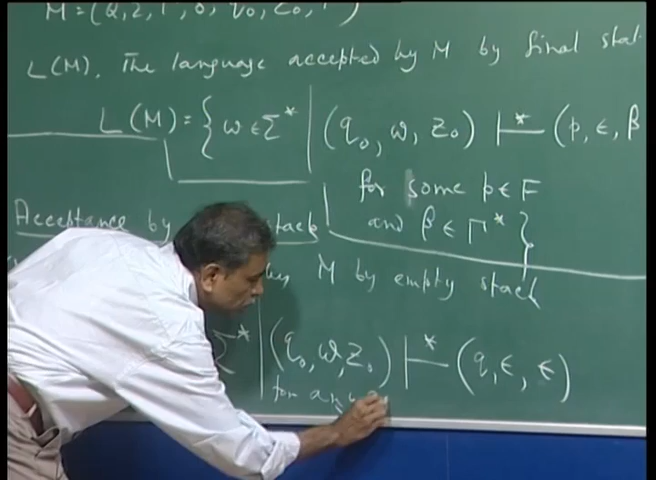 M=(Q, Σ, Γ, δ, q₀, z₀, F)
L(M). The language accepted by M by final stat
L(M) = { w ∈ Σ* | (q₀, w, z₀) ⊢* (p, ε, β
for some p ∈ F
and β ∈ Γ* }
Acceptance by stack
M by empty stack
Σ* | (q₀, w, z₀) ⊢* (q, ε, ε)
for any